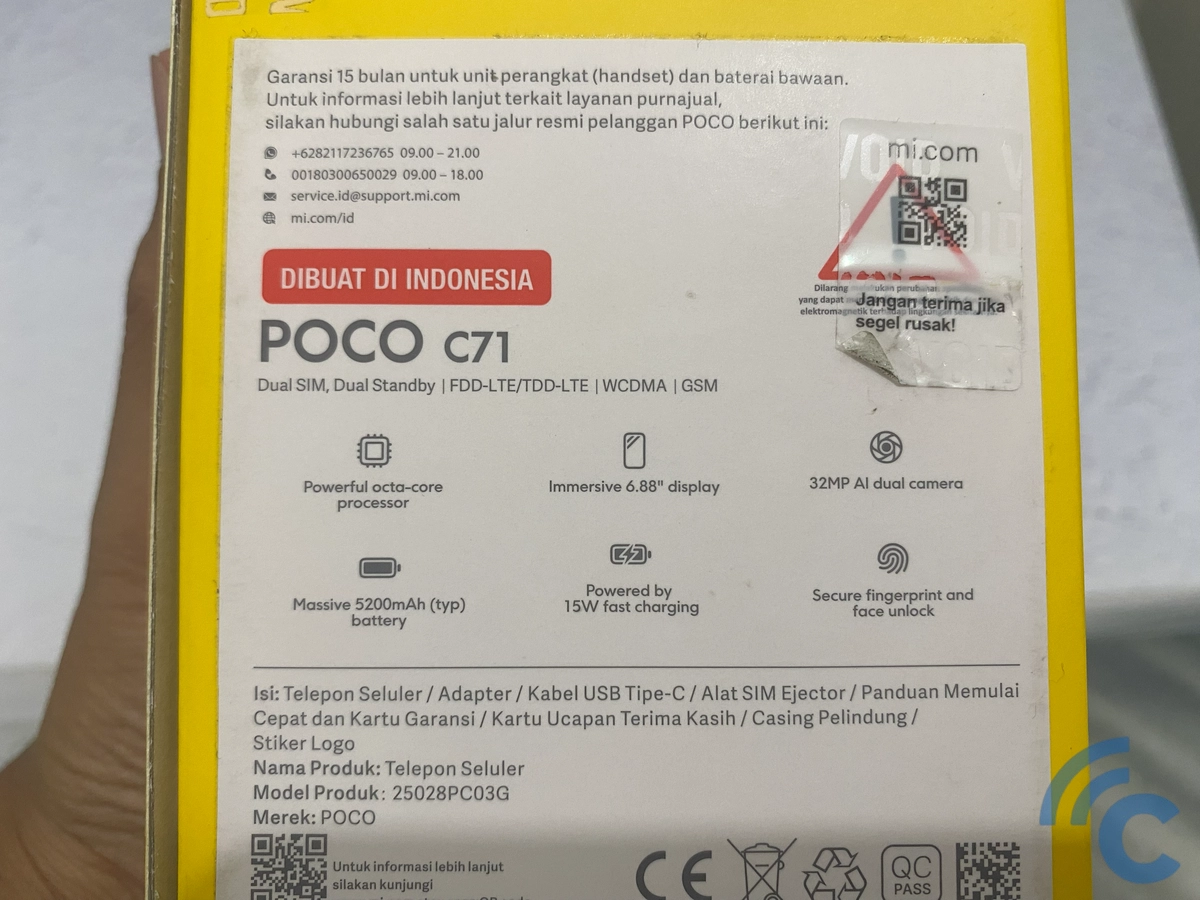 Garansi 15 bulan untuk unit perangkat (handset) dan baterai bawaan.
Untuk informasi lebih lanjut terkait layanan purnajual,
silakan hubungi salah satu jalur resmi pelanggan POCO berikut ini:
+6282117236765 09.00 – 21.00
00180300650029 09.00 – 18.00
service.id@support.mi.com
mi.com/id
mi.com
Dilarang melakukan perubahan
yang dapat
elektromagnetik terhadap lingkungan
Jangan terima jika
segel rusak!
DIBUAT DI INDONESIA
POCO C71
Dual SIM, Dual Standby | FDD-LTE/TDD-LTE | WCDMA | GSM
Powerful octa-core
processor
Immersive 6.88" display
32MP AI dual camera
Massive 5200mAh (typ)
battery
Powered by
15W fast charging
Secure fingerprint and
face unlock
Isi: Telepon Seluler / Adapter / Kabel USB Tipe-C / Alat SIM Ejector / Panduan Memulai
Cepat dan Kartu Garansi / Kartu Ucapan Terima Kasih / Casing Pelindung /
Stiker Logo
Nama Produk: Telepon Seluler
Model Produk: 25028PC03G
Merek: POCO
Untuk informasi lebih lanjut
silakan kunjungi
CE
QC
PASS